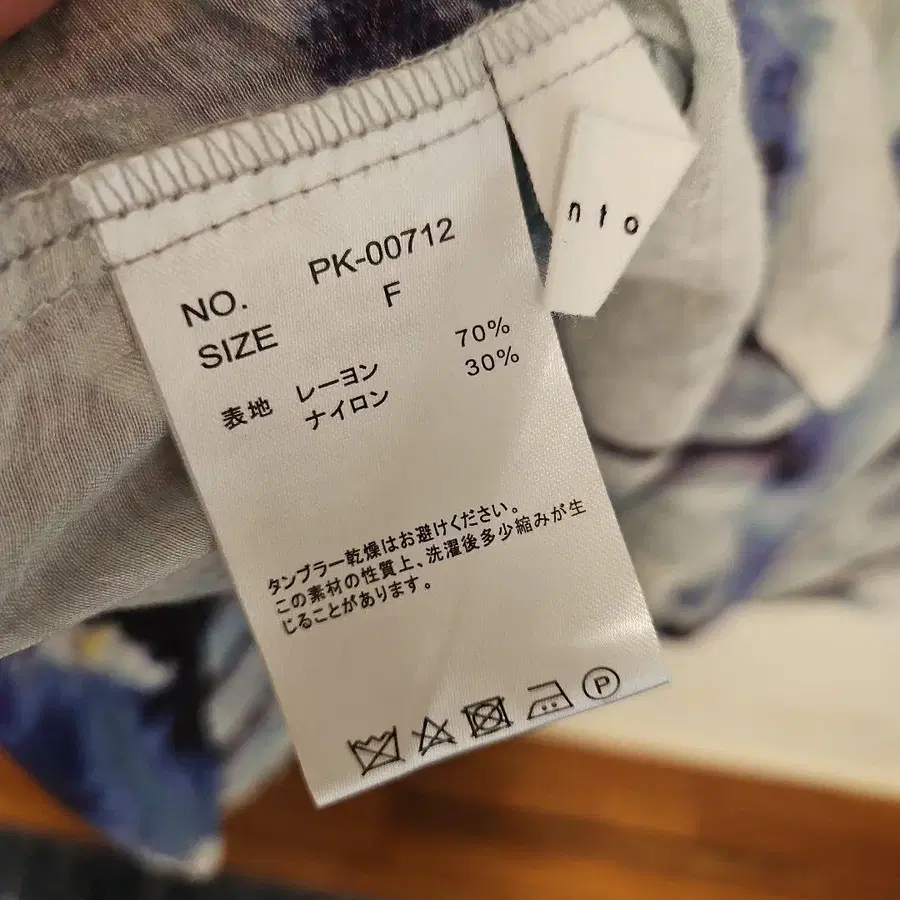 NO. PK-00712
SIZE F
表地 レーヨン 70%
ナイロン 30%
タンブラー乾燥はお避けください。
この素材の性質上、洗濯後多少縮みが生
じることがあります。
P
nto